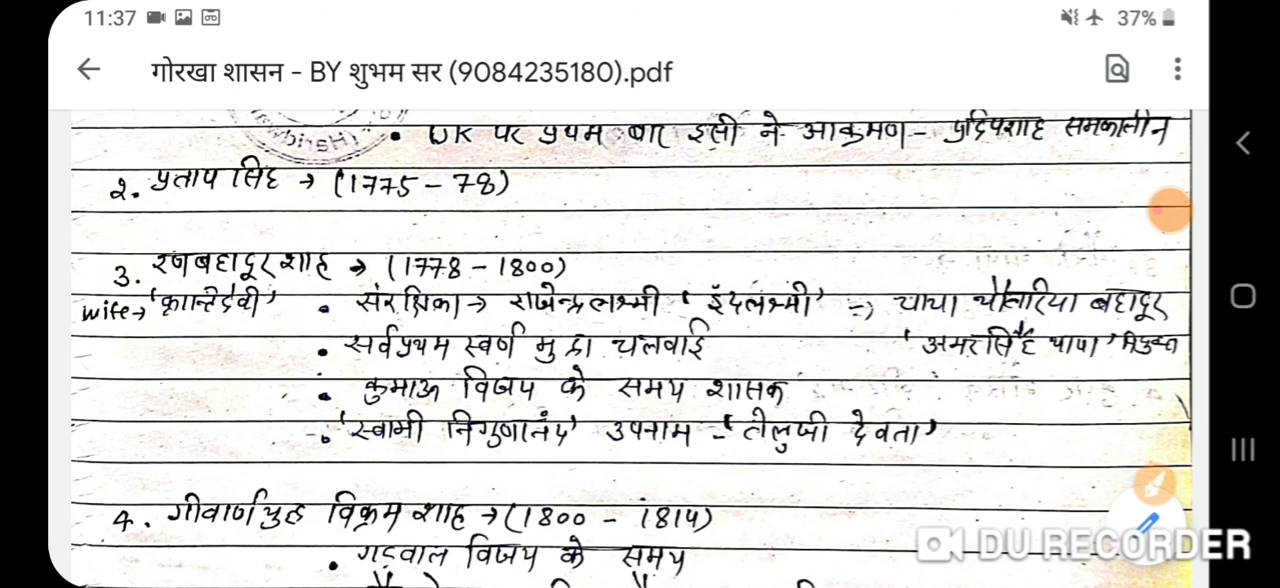 11:37
37%
गोरखा शासन - BY शुभम सर (9084235180).pdf
• UK पर प्रथम बार इसी ने आक्रमण - प्रदिपशाह समकालीन
2. प्रताप सिंह → (1775 - 78)
3. रणबहादुर शाह → (1778 - 1800)
wife → 'कान्तिदेवी' • संरक्षिका → राजेन्द्रलक्ष्मी 'इंद्रलक्ष्मी' => चाचा चौतरिया बहादूर
• सर्वप्रथम स्वर्ण मुद्रा चलवाई 'अमरसिंह थापा' नियुक्त
• कुमाऊ विजय के समय शासक
• 'स्वामी निगुणानंद' उपनाम - 'तेलुजी देवता'
4. गीर्वाणयुद्ध विक्रम शाह → (1800 - 1814)
• गढ़वाल विजय के समय
DU RECORDER